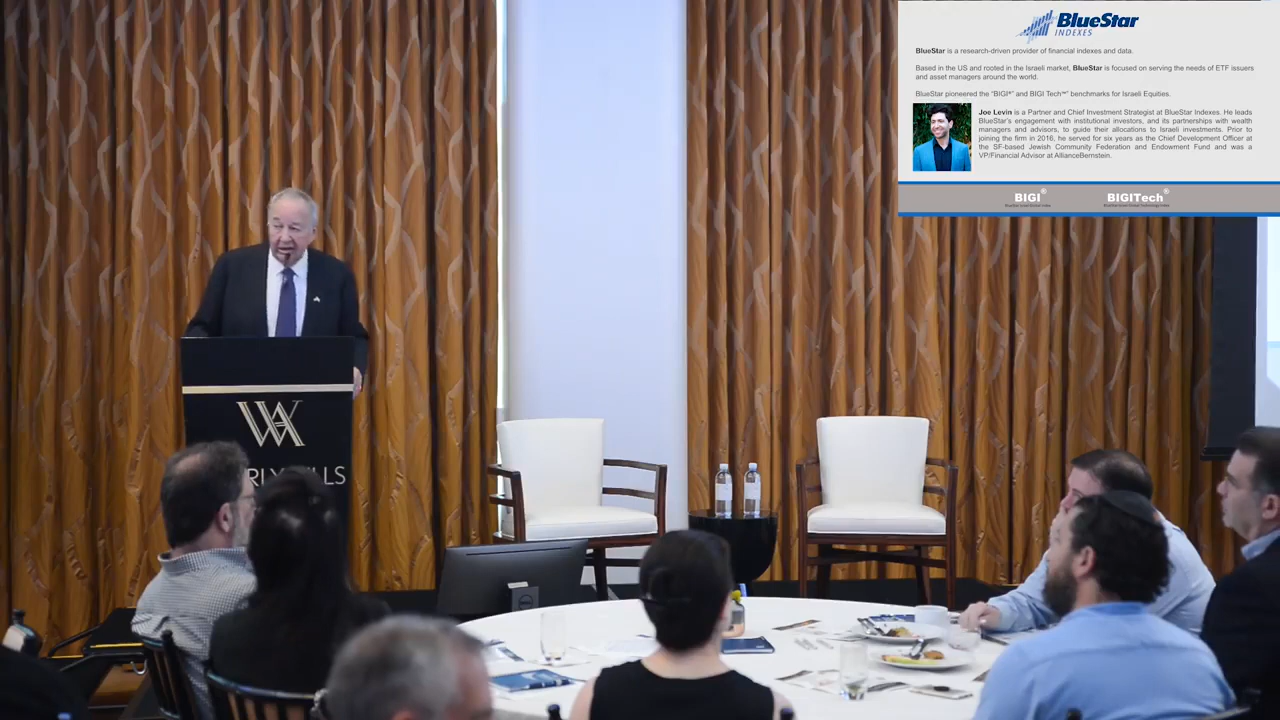 BlueStar
INDEXES
BlueStar is a research-driven provider of financial indexes and data.
Based in the US and rooted in the Israeli market, BlueStar is focused on serving the needs of ETF issuers
and asset managers around the world.
BlueStar pioneered the "BIGI®" and BIGI Tech™" benchmarks for Israeli Equities.
Joe Levin is a Partner and Chief Investment Strategist at BlueStar Indexes. He leads
BlueStar's engagement with institutional investors, and its partnerships with wealth
managers and advisors, to guide their allocations to Israeli investments. Prior to
joining the firm in 2016, he served for six years as the Chief Development Officer at
the SF-based Jewish Community Federation and Endowment Fund and was a
VP/Financial Advisor at AllianceBernstein.
BIGI® BIGITech®
WA